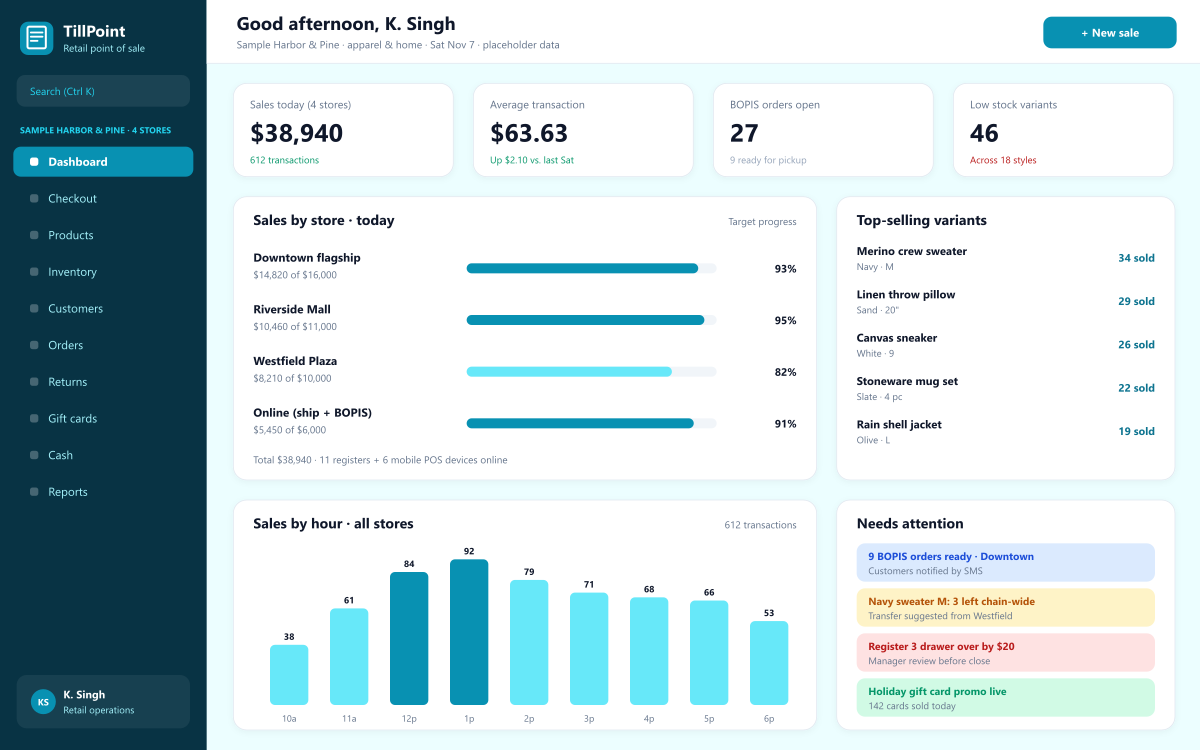 TillPoint
Retail point of sale
Search (Ctrl K)
SAMPLE HARBOR & PINE · 4 STORES
Dashboard
Checkout
Products
Inventory
Customers
Orders
Returns
Gift cards
Cash
Reports
KS
K. Singh
Retail operations
Good afternoon, K. Singh
Sample Harbor & Pine · apparel & home · Sat Nov 7 · placeholder data
+ New sale
Sales today (4 stores)
$38,940
612 transactions
Average transaction
$63.63
Up $2.10 vs. last Sat
BOPIS orders open
27
9 ready for pickup
Low stock variants
46
Across 18 styles
Sales by store · today
Target progress
Downtown flagship
$14,820 of $16,000
93%
Riverside Mall
$10,460 of $11,000
95%
Westfield Plaza
$8,210 of $10,000
82%
Online (ship + BOPIS)
$5,450 of $6,000
91%
Total $38,940 · 11 registers + 6 mobile POS devices online
Top-selling variants
Merino crew sweater
Navy · M
34 sold
Linen throw pillow
Sand · 20"
29 sold
Canvas sneaker
White · 9
26 sold
Stoneware mug set
Slate · 4 pc
22 sold
Rain shell jacket
Olive · L
19 sold
Sales by hour · all stores
612 transactions
38
61
84
92
79
71
68
66
53
10a
11a
12p
1p
2p
3p
4p
5p
6p
Needs attention
9 BOPIS orders ready · Downtown
Customers notified by SMS
Navy sweater M: 3 left chain-wide
Transfer suggested from Westfield
Register 3 drawer over by $20
Manager review before close
Holiday gift card promo live
142 cards sold today